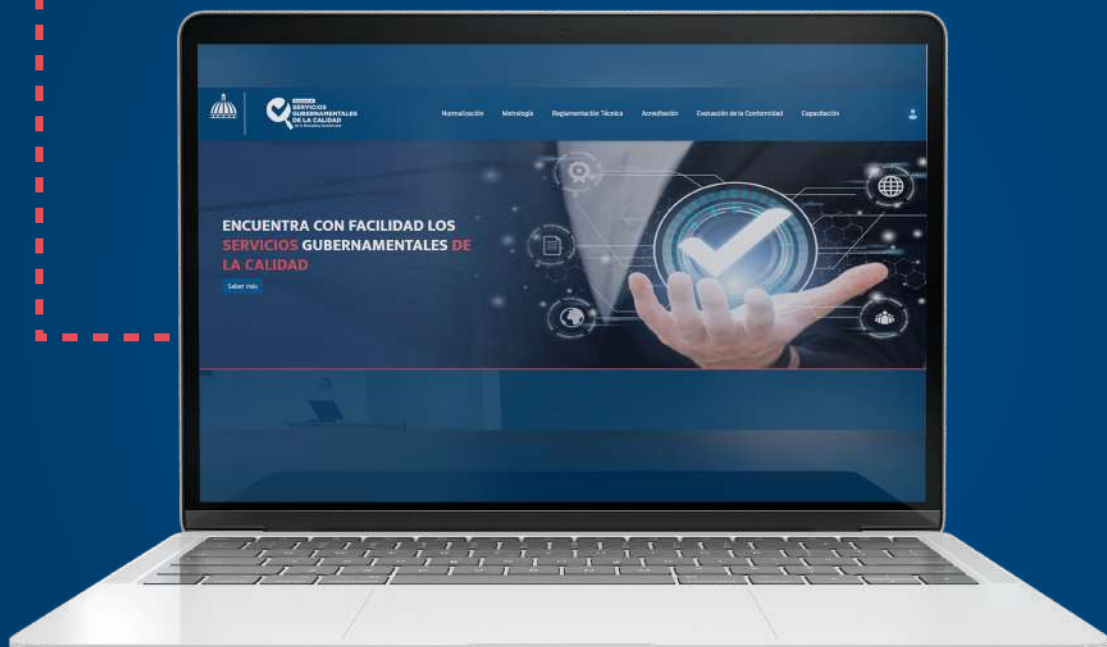 SERVICIOS
GUBERNAMENTALES
DE LA CALIDAD
Normalización Metrología Reglamentación Técnica Acreditación Evaluación de la Conformidad Capacitación
ENCUENTRA CON FACILIDAD LOS
SERVICIOS GUBERNAMENTALES DE
LA CALIDAD
Saber más